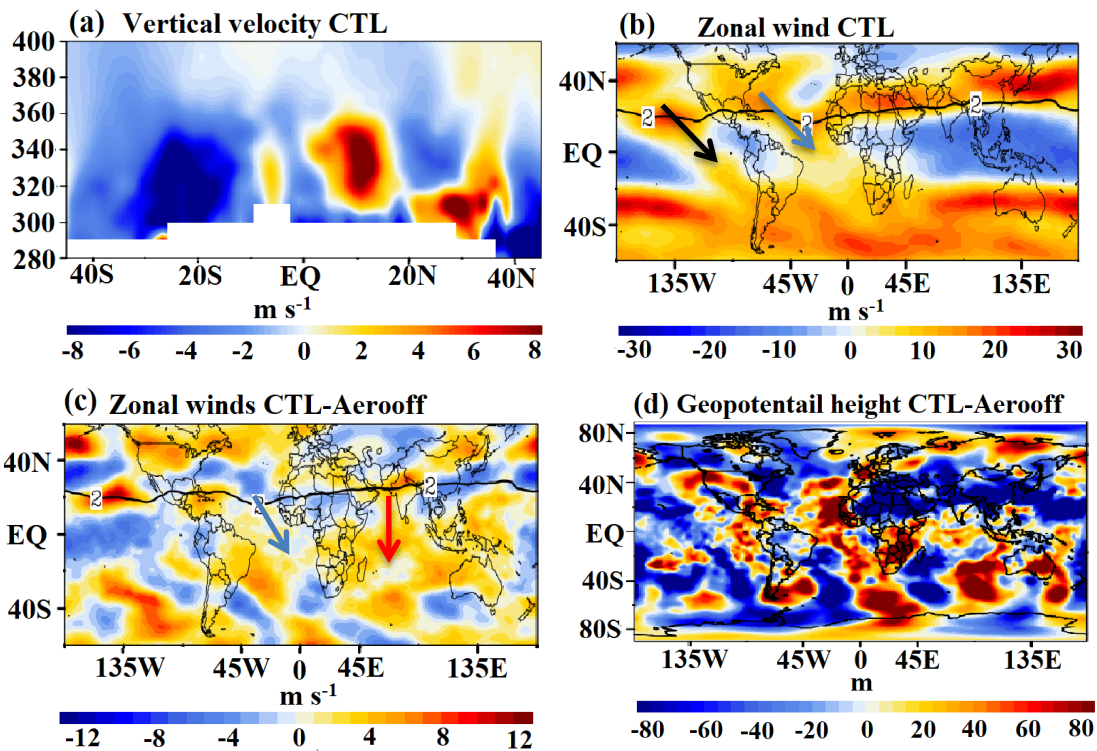 (a) Vertical velocity CTL
400
380
360
340
320
300
280
40S 20S EQ 20N 40N
m s-1
-8 -6 -4 -2 0 2 4 6 8
(b) Zonal wind CTL
40N
EQ
40S
2 2 2
135W 45W 0 45E 135E
m s-1
-30 -20 -10 0 10 20 30
(c) Zonal winds CTL-Aerooff
40N
EQ
40S
2 2
135W 45W 0 45E 135E
m s-1
-12 -8 -4 0 4 8 12
(d) Geopotentail height CTL-Aerooff
80N
40N
EQ
40S
80S
135W 45W 0 45E 135E
m
-80 -60 -40 -20 0 20 40 60 80